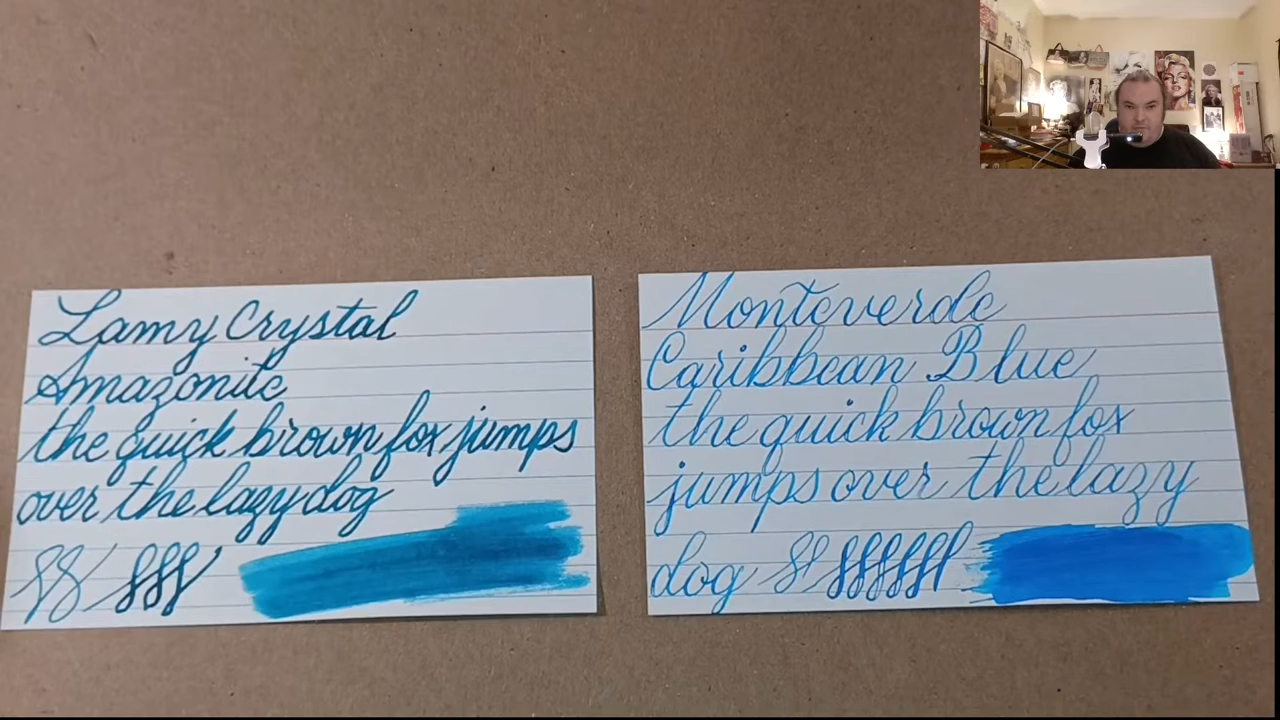 Lamy Crystal
Amazonite
the quick brown fox jumps
over the lazy dog
Monteverde
Caribbean Blue
the quick brown fox
jumps over the lazy
dog